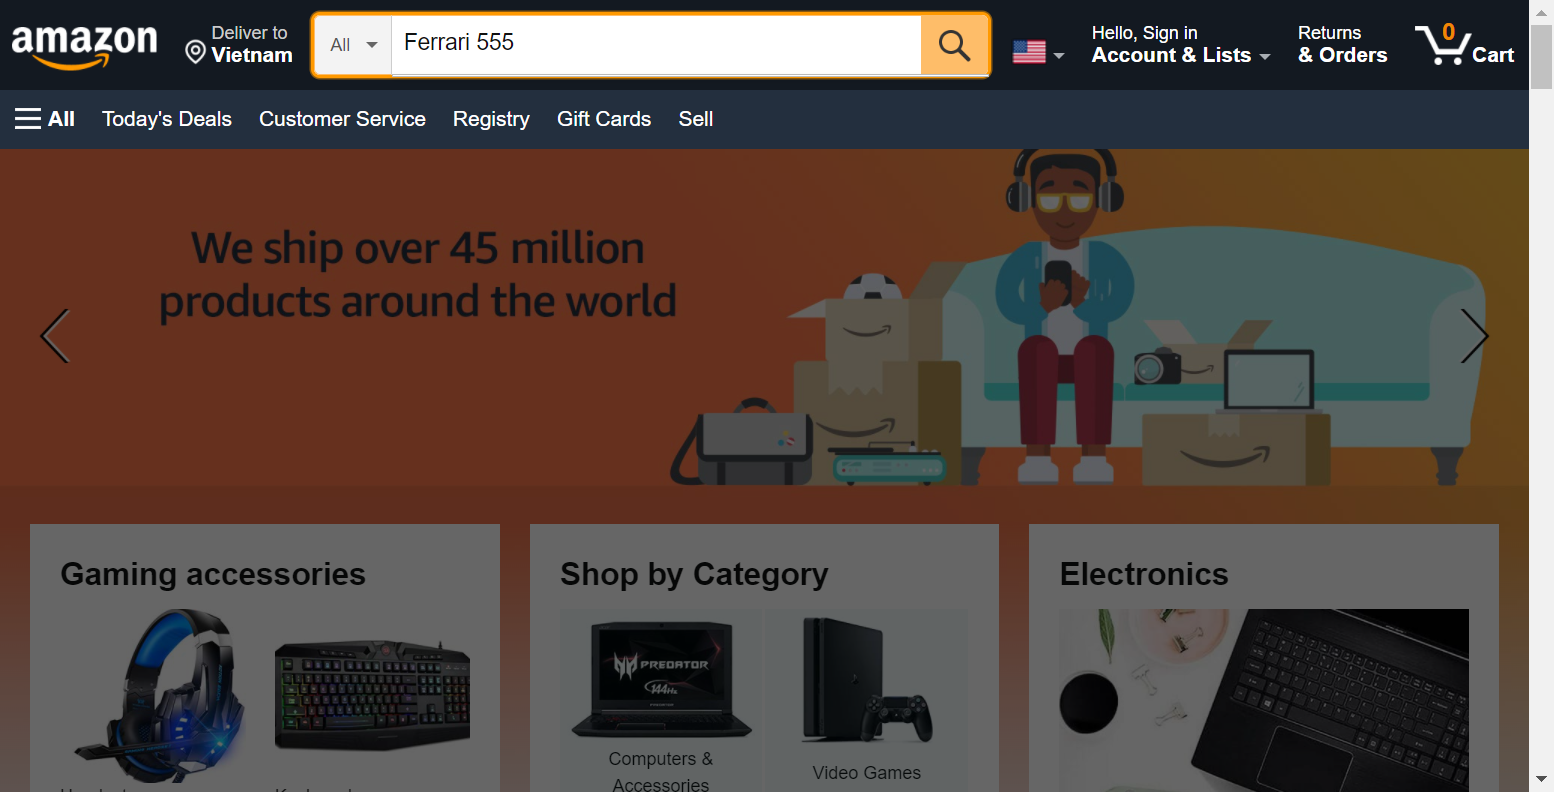 amazon
Deliver to
Vietnam
All
Ferrari 555
Hello, Sign in
Account & Lists
Returns
& Orders
0
Cart
All
Today's Deals
Customer Service
Registry
Gift Cards
Sell
We ship over 45 million
products around the world
Gaming accessories
Shop by Category
Electronics
PREDATOR
144Hz
PREDATOR
Computers &
Accessories
Video Games